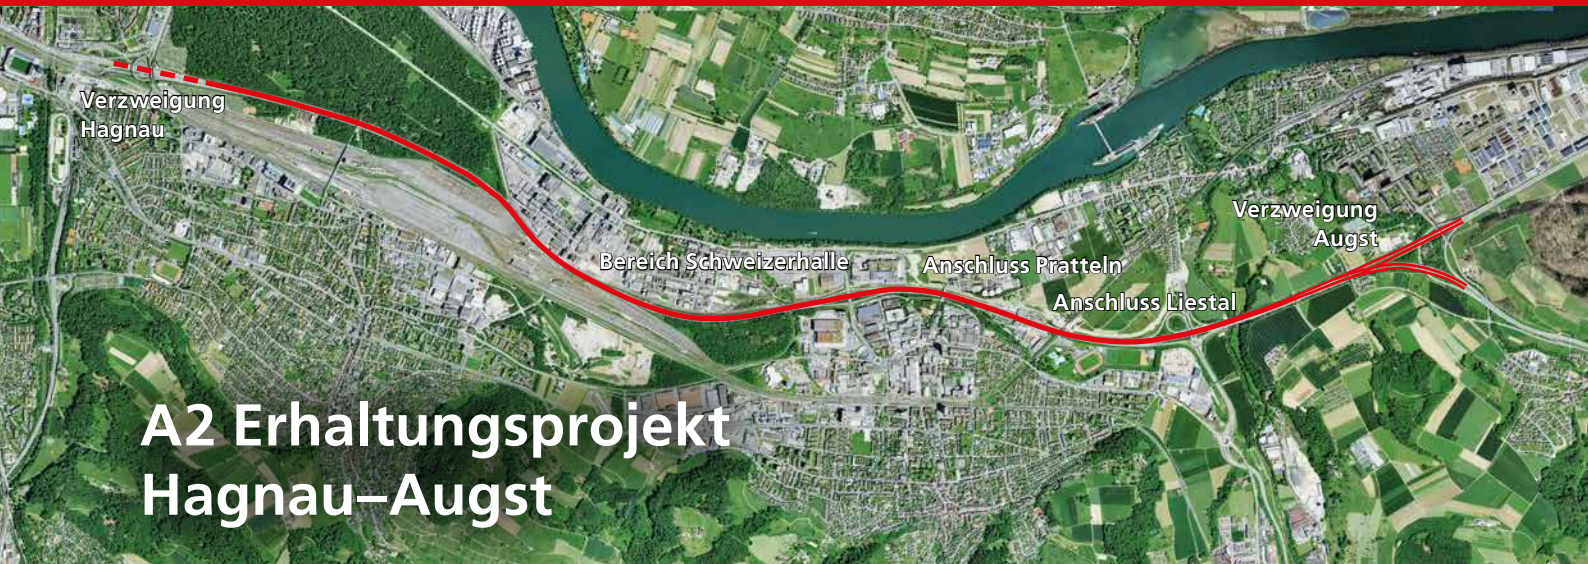 Verzweigung
Hagnau
Verzweigung
Augst
Bereich Schweizerhalle
Anschluss Pratteln
Anschluss Liestal
A2 Erhaltungsprojekt
Hagnau–Augst